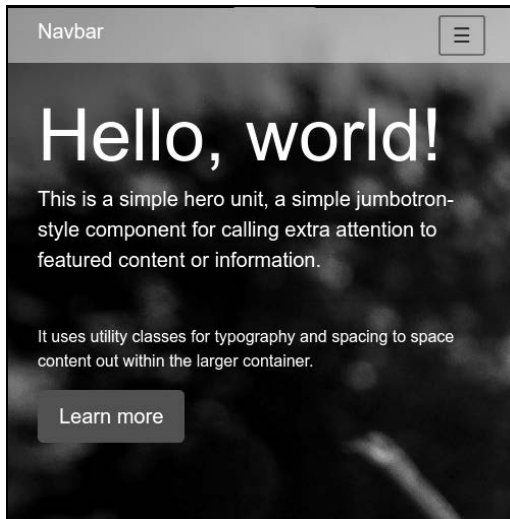 Navbar
Hello, world!
This is a simple hero unit, a simple jumbotron-
style component for calling extra attention to
featured content or information.
It uses utility classes for typography and spacing to space
content out within the larger container.
Learn more